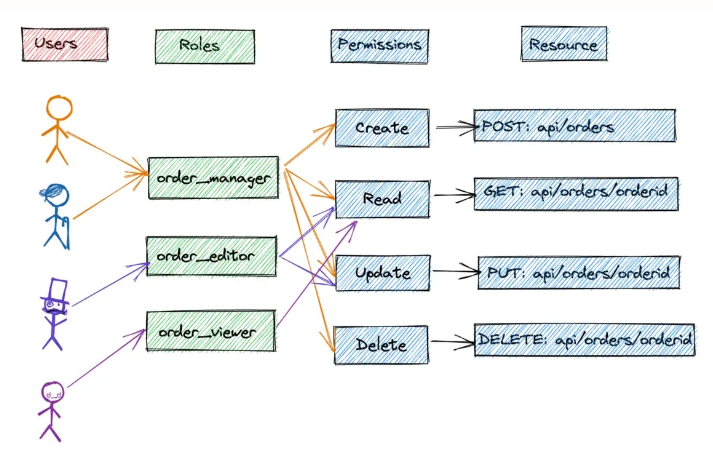 Users
Roles
Permissions
Resource
Create
POST: api/orders
order_manager
Read
GET: api/orders/orderid
order_editor
Update
PUT: api/orders/orderid
order_viewer
Delete
DELETE: api/orders/orderid